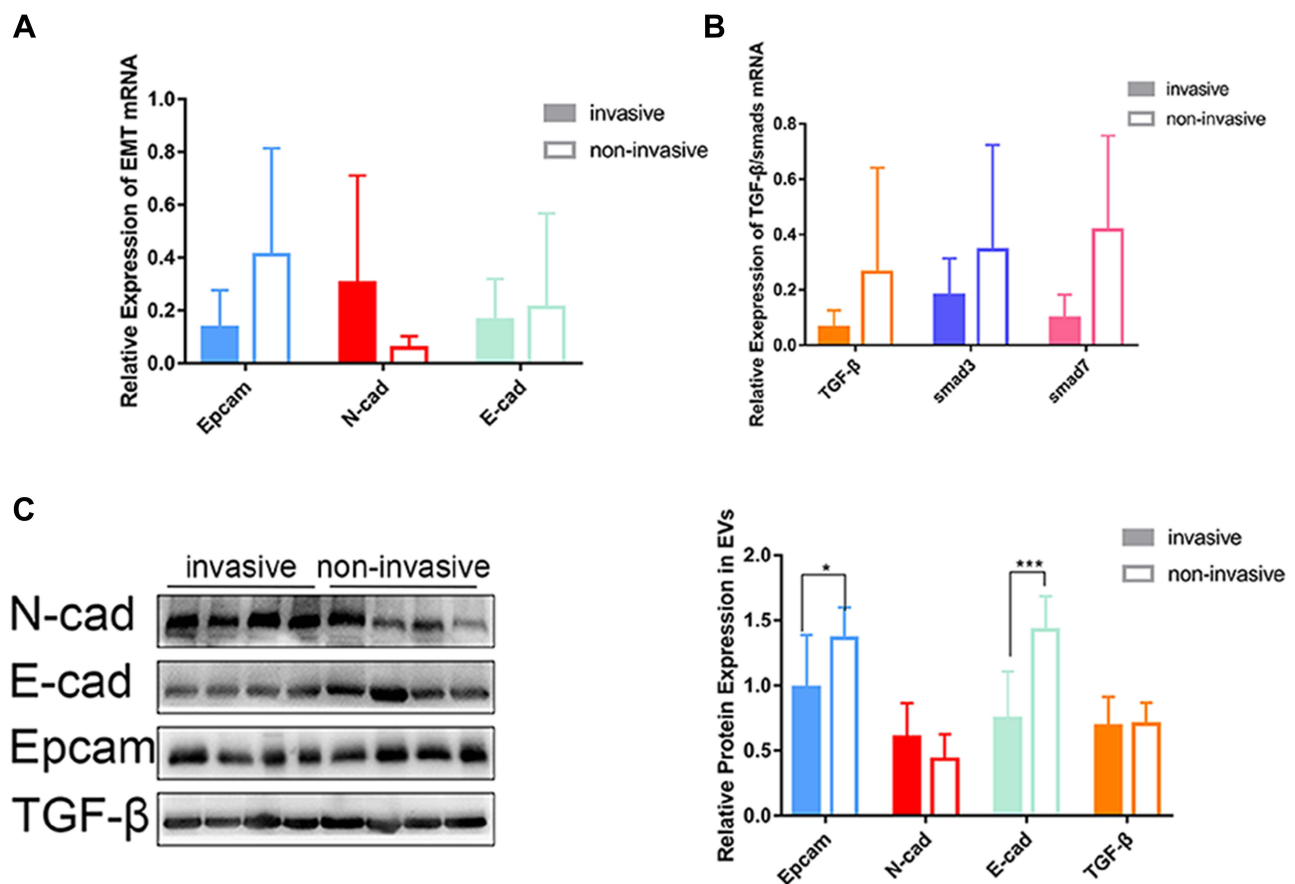 A
Relative Expression of EMT mRNA
1.0
0.8
0.6
0.4
0.2
0.0
Epcam
N-cad
E-cad
invasive
non-invasive
B
Relative Exepression of TGF-β/smads mRNA
0.8
0.6
0.4
0.2
0.0
TGF-β
smad3
smad7
invasive
non-invasive
C
invasive non-invasive
N-cad
E-cad
Epcam
TGF-β
Relative Protein Expression in EVs
2.0
1.5
1.0
0.5
0.0
*
***
Epcam
N-cad
E-cad
TGF-β
invasive
non-invasive